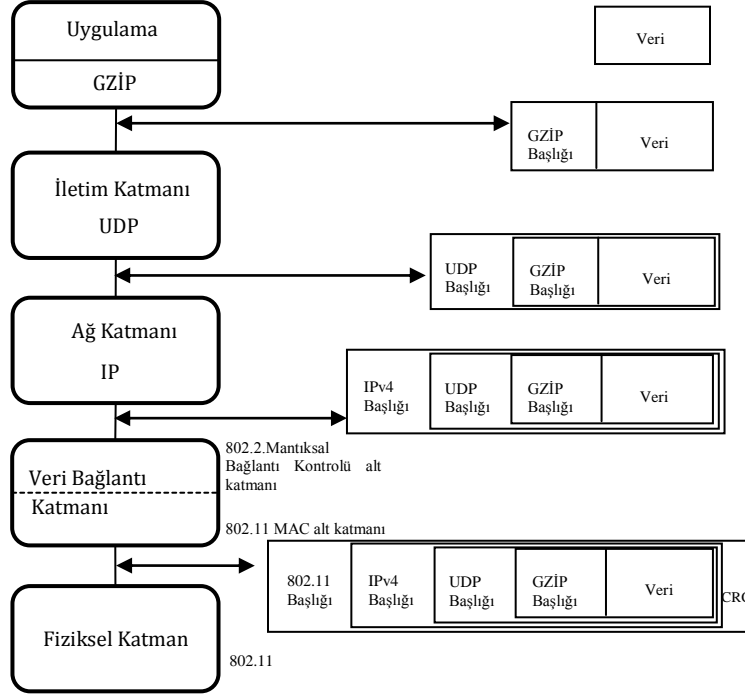 Uygulama
GZİP
Veri
GZİP
Başlığı
Veri
İletim Katmanı
UDP
UDP
Başlığı
GZİP
Başlığı
Veri
Ağ Katmanı
IP
IPv4
Başlığı
UDP
Başlığı
GZİP
Başlığı
Veri
802.2.Mantıksal
Bağlantı Kontrolü alt
katmanı
Veri Bağlantı
Katmanı
802.11 MAC alt katmanı
802.11
Başlığı
IPv4
Başlığı
UDP
Başlığı
GZİP
Başlığı
Veri
CRC
Fiziksel Katman
802.11